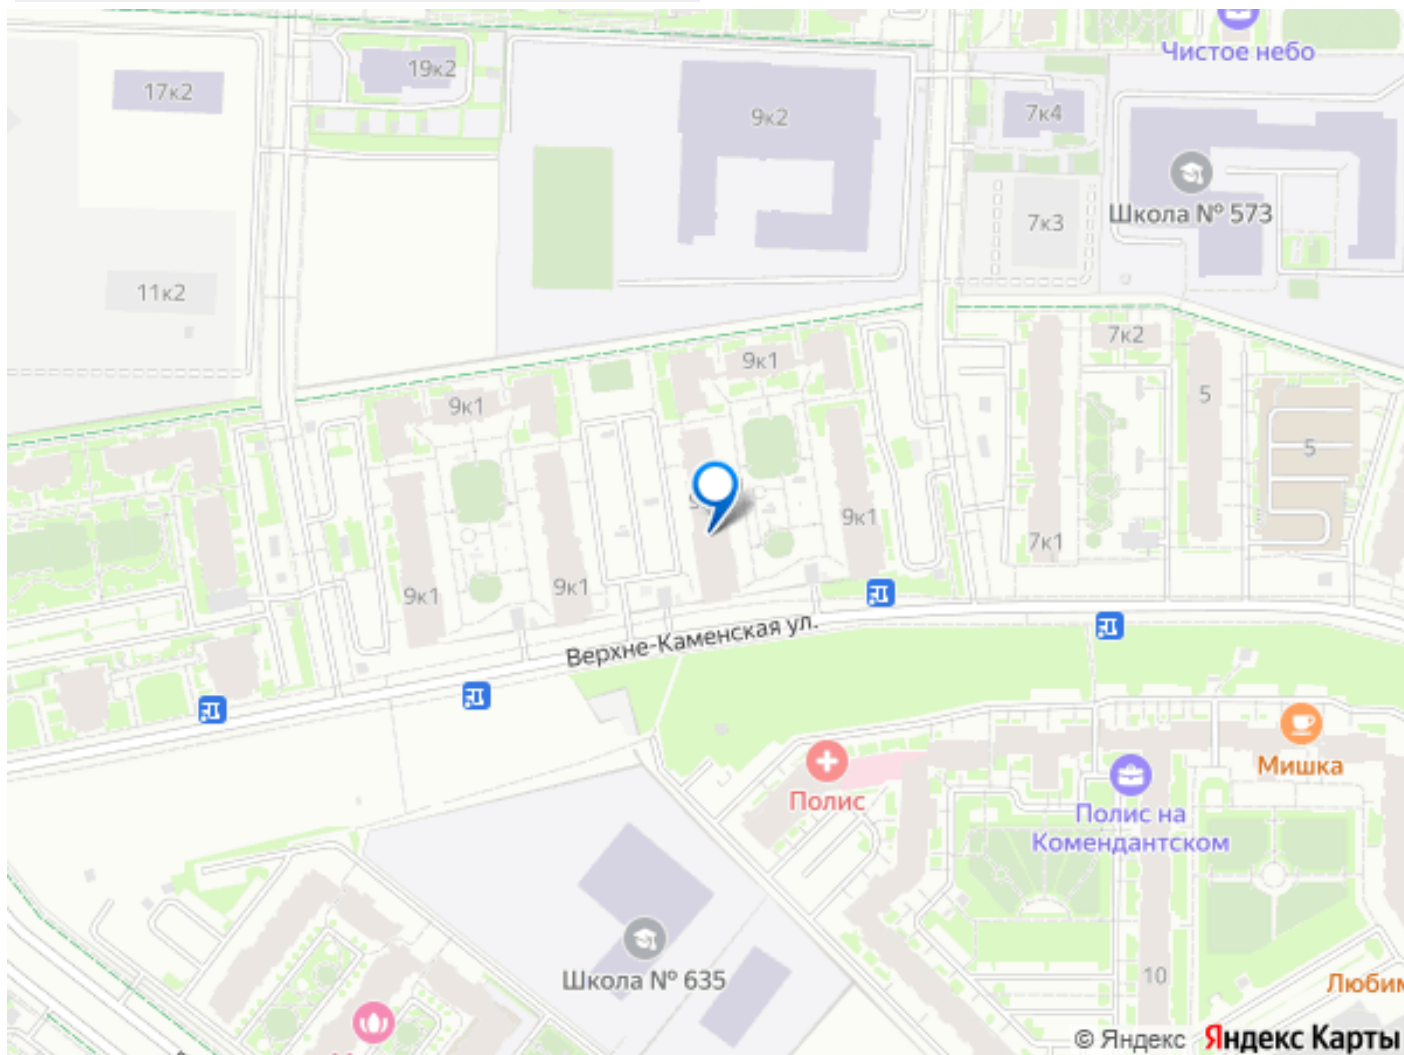 Чистое небо
17к2
19к2
9к2
7к4
Школа № 573
7к3
11к2
7к2
9к1
5
9к1
5
9к1
7к1
9к1
9к1
Верхне-Каменская ул.
Мишка
Полис
Полис на
Комендантском
Школа № 635
10
Любим
© Яндекс Яндекс Карты